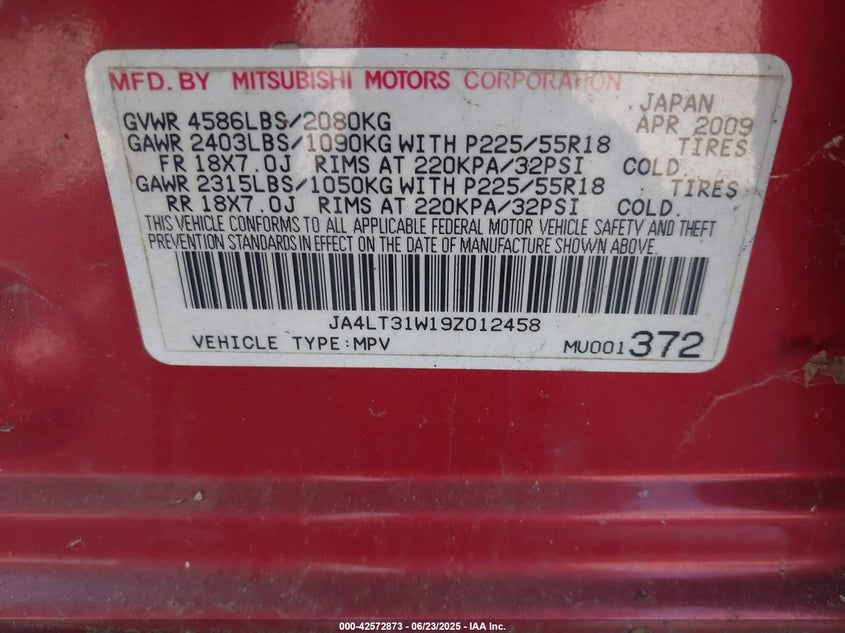 MFD. BY MITSUBISHI MOTORS CORPORATION
JAPAN
GVWR 4586LBS/2080KG APR 2009
GAWR 2403LBS/1090KG WITH P225/55R18 TIRES
FR 18X7.0J RIMS AT 220KPA/32PSI COLD.
GAWR 2315LBS/1050KG WITH P225/55R18 TIRES
RR 18X7.0J RIMS AT 220KPA/32PSI COLD.
THIS VEHICLE CONFORMS TO ALL APPLICABLE FEDERAL MOTOR VEHICLE SAFETY AND THEFT
PREVENTION STANDARDS IN EFFECT ON THE DATE OF MANUFACTURE SHOWN ABOVE.
JA4LT31W19Z012458
VEHICLE TYPE:MPV MU001372
000-42572873 - 06/23/2025 - IAA Inc.